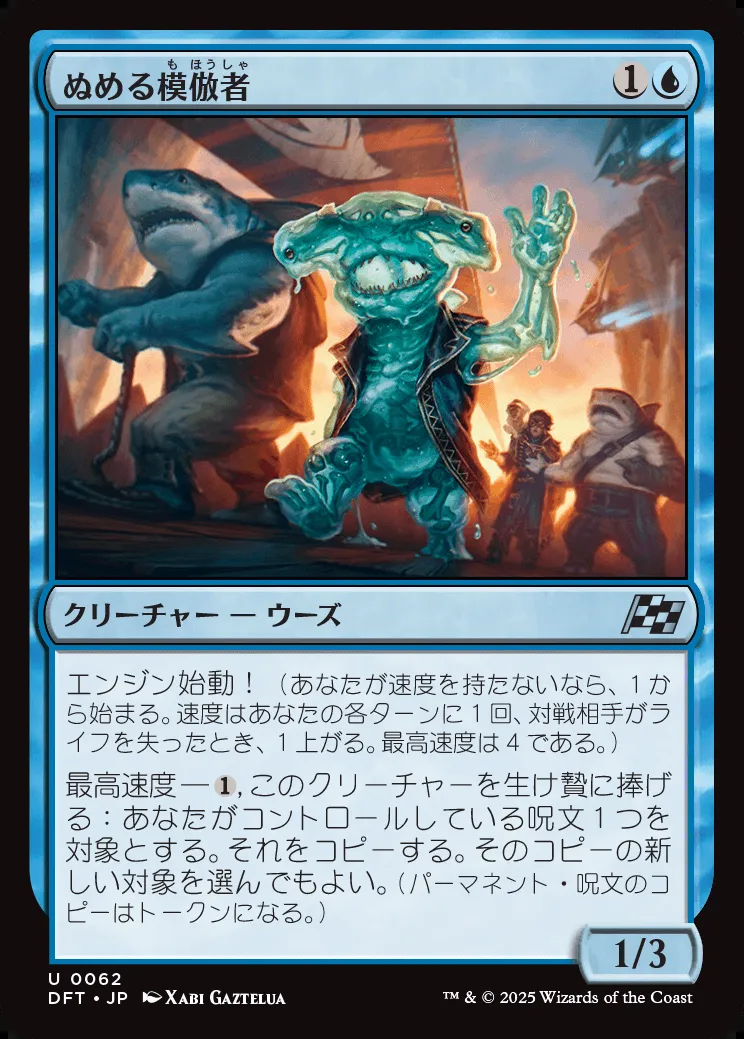 も ほうしゃ
ぬめる模倣者
1
クリーチャー — ウーズ
エンジン始動！（あなたが速度を持たないなら、１か
ら始まる。速度はあなたの各ターンに１回、対戦相手がラ
イフを失ったとき、１上がる。最高速度は４である。）
最高速度 — 1, このクリーチャーを生け贄に捧げ
る：あなたがコントロールしている呪文１つを
対象とする。それをコピーする。そのコピーの新
しい対象を選んでもよい。（パーマネント・呪文のコ
ピーはトークンになる。）
1/3
U 0062
DFT • JP Xabi Gaztelua
™ & © 2025 Wizards of the Coast